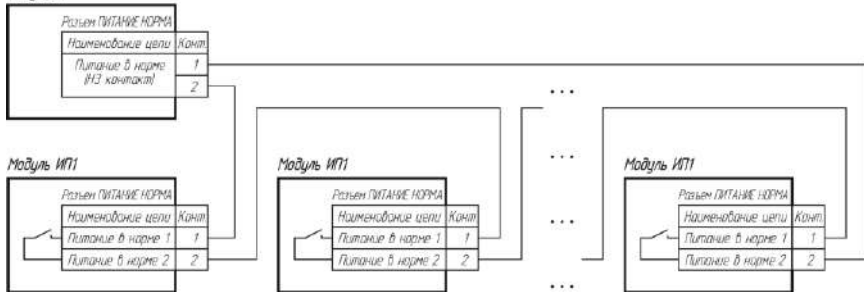 Разъем ПИТАНИЕ НОРМА
Наименование цепи Конт.
Питание в норме 1
(НЗ контакт)
2
...
...
Модуль ИП1
Модуль ИП1
Модуль ИП1
Разъем ПИТАНИЕ НОРМА
Наименование цепи Конт.
Питание в норме 1 1
Питание в норме 2 2
Разъем ПИТАНИЕ НОРМА
Наименование цепи Конт.
Питание в норме 1 1
Питание в норме 2 2
...
...
Разъем ПИТАНИЕ НОРМА
Наименование цепи Конт.
Питание в норме 1 1
Питание в норме 2 2